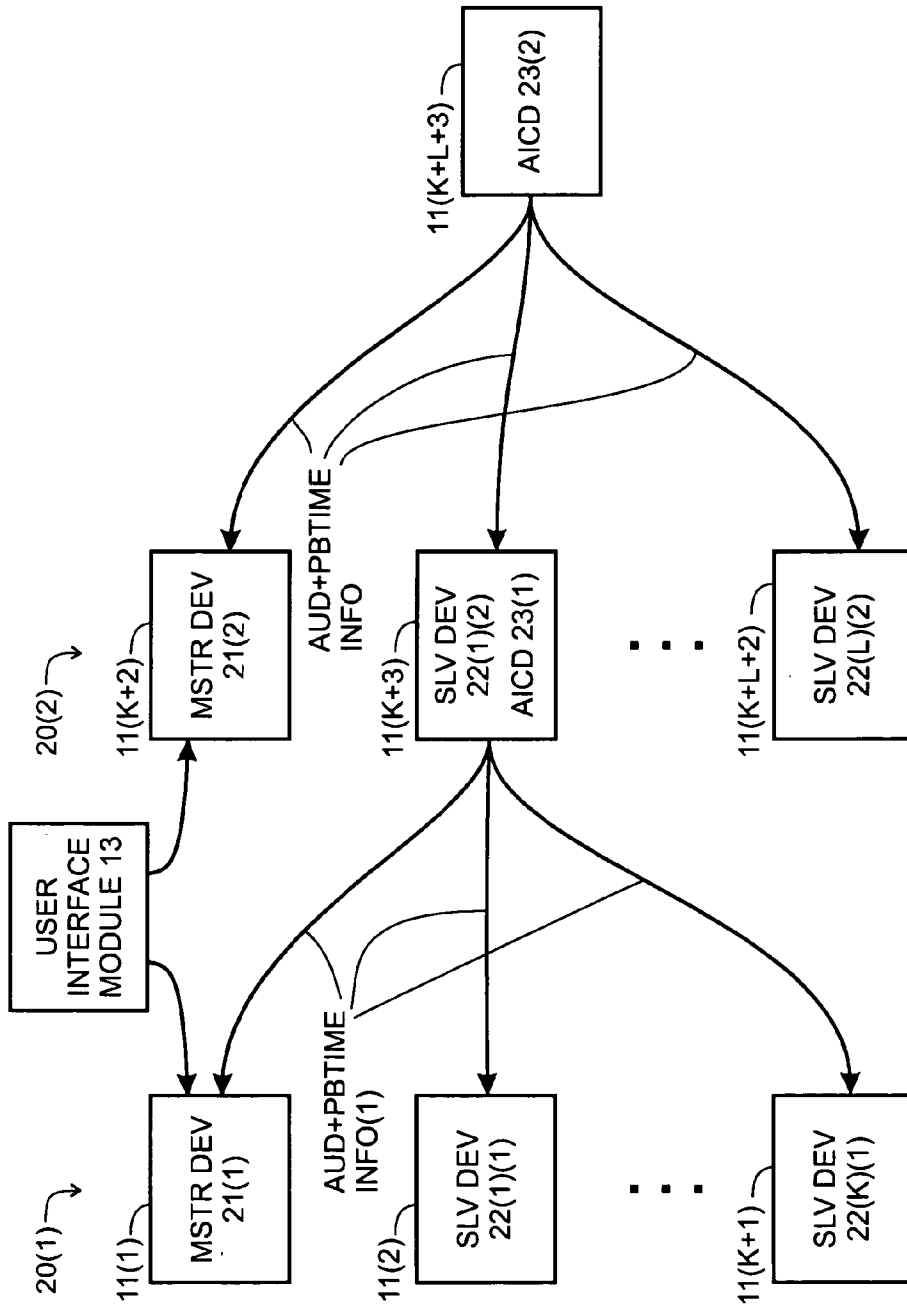 20(1)
20(2)
USER
INTERFACE
MODULE 13
11(1)
MSTR DEV
21(1)
11(K+2)
MSTR DEV
21(2)
AUD+PBTIME
INFO(1)
AUD+PBTIME
INFO
11(2)
SLV DEV
22(1)(1)
11(K+3)
SLV DEV
22(1)(2)
AICD 23(1)
11(K+L+3)
AICD 23(2)
. . .
. . .
11(K+1)
SLV DEV
22(K)(1)
11(K+L+2)
SLV DEV
22(L)(2)